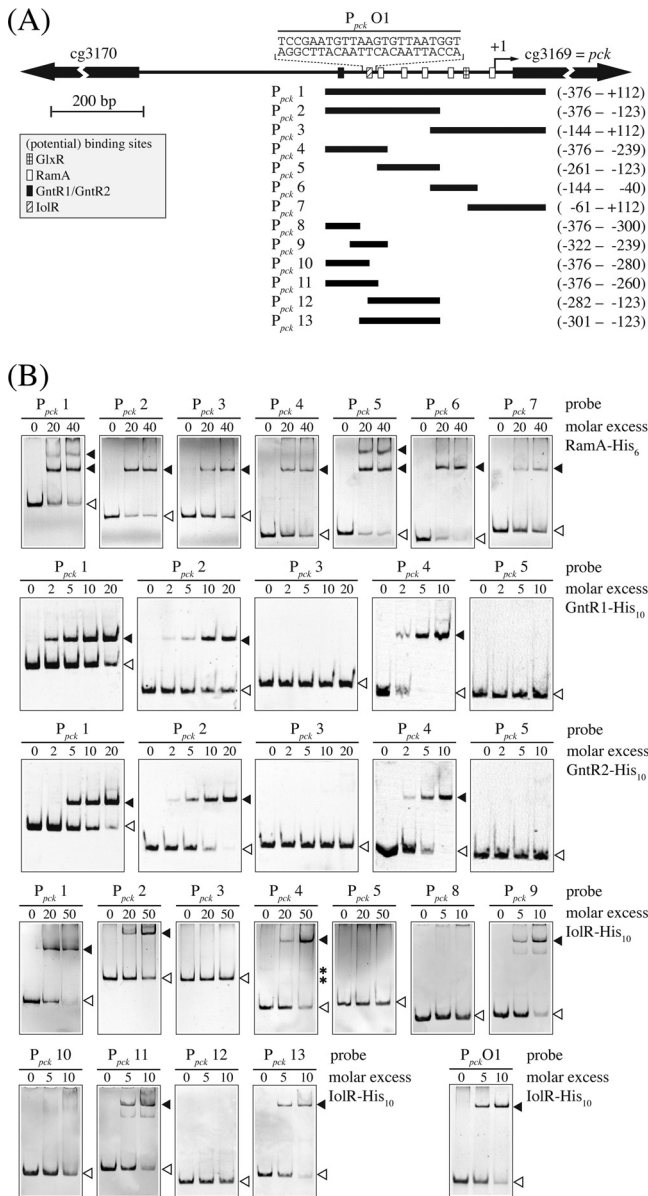 (A)
P pck O1
TCCGAATGTTAAGTGTTAATGGT
AGGCTTACAATTCACAATTACCA
cg3170
+1
cg3169 = pck
200 bp
(potential) binding sites
GlxR
RamA
GntR1/GntR2
IolR
P pck 1 (-376 – +112)
P pck 2 (-376 – -123)
P pck 3 (-144 – +112)
P pck 4 (-376 – -239)
P pck 5 (-261 – -123)
P pck 6 (-144 – -40)
P pck 7 ( -61 – +112)
P pck 8 (-376 – -300)
P pck 9 (-322 – -239)
P pck 10 (-376 – -280)
P pck 11 (-376 – -260)
P pck 12 (-282 – -123)
P pck 13 (-301 – -123)
(B)
P pck 1 P pck 2 P pck 3 P pck 4 P pck 5 P pck 6 P pck 7 probe
0 20 40 0 20 40 0 20 40 0 20 40 0 20 40 0 20 40 0 20 40 molar excess
RamA-His6
P pck 1 P pck 2 P pck 3 P pck 4 P pck 5 probe
0 2 5 10 20 0 2 5 10 20 0 2 5 10 20 0 2 5 10 0 2 5 10 molar excess
GntR1-His10
P pck 1 P pck 2 P pck 3 P pck 4 P pck 5 probe
0 2 5 10 20 0 2 5 10 20 0 2 5 10 20 0 2 5 10 0 2 5 10 molar excess
GntR2-His10
P pck 1 P pck 2 P pck 3 P pck 4 P pck 5 P pck 8 P pck 9 probe
0 20 50 0 20 50 0 20 50 0 20 50 0 20 50 0 5 10 0 5 10 molar excess
IolR-His10
*
*
P pck 10 P pck 11 P pck 12 P pck 13 probe P pck O1 probe
0 5 10 0 5 10 0 5 10 0 5 10 molar excess 0 5 10 molar excess
IolR-His10 IolR-His10